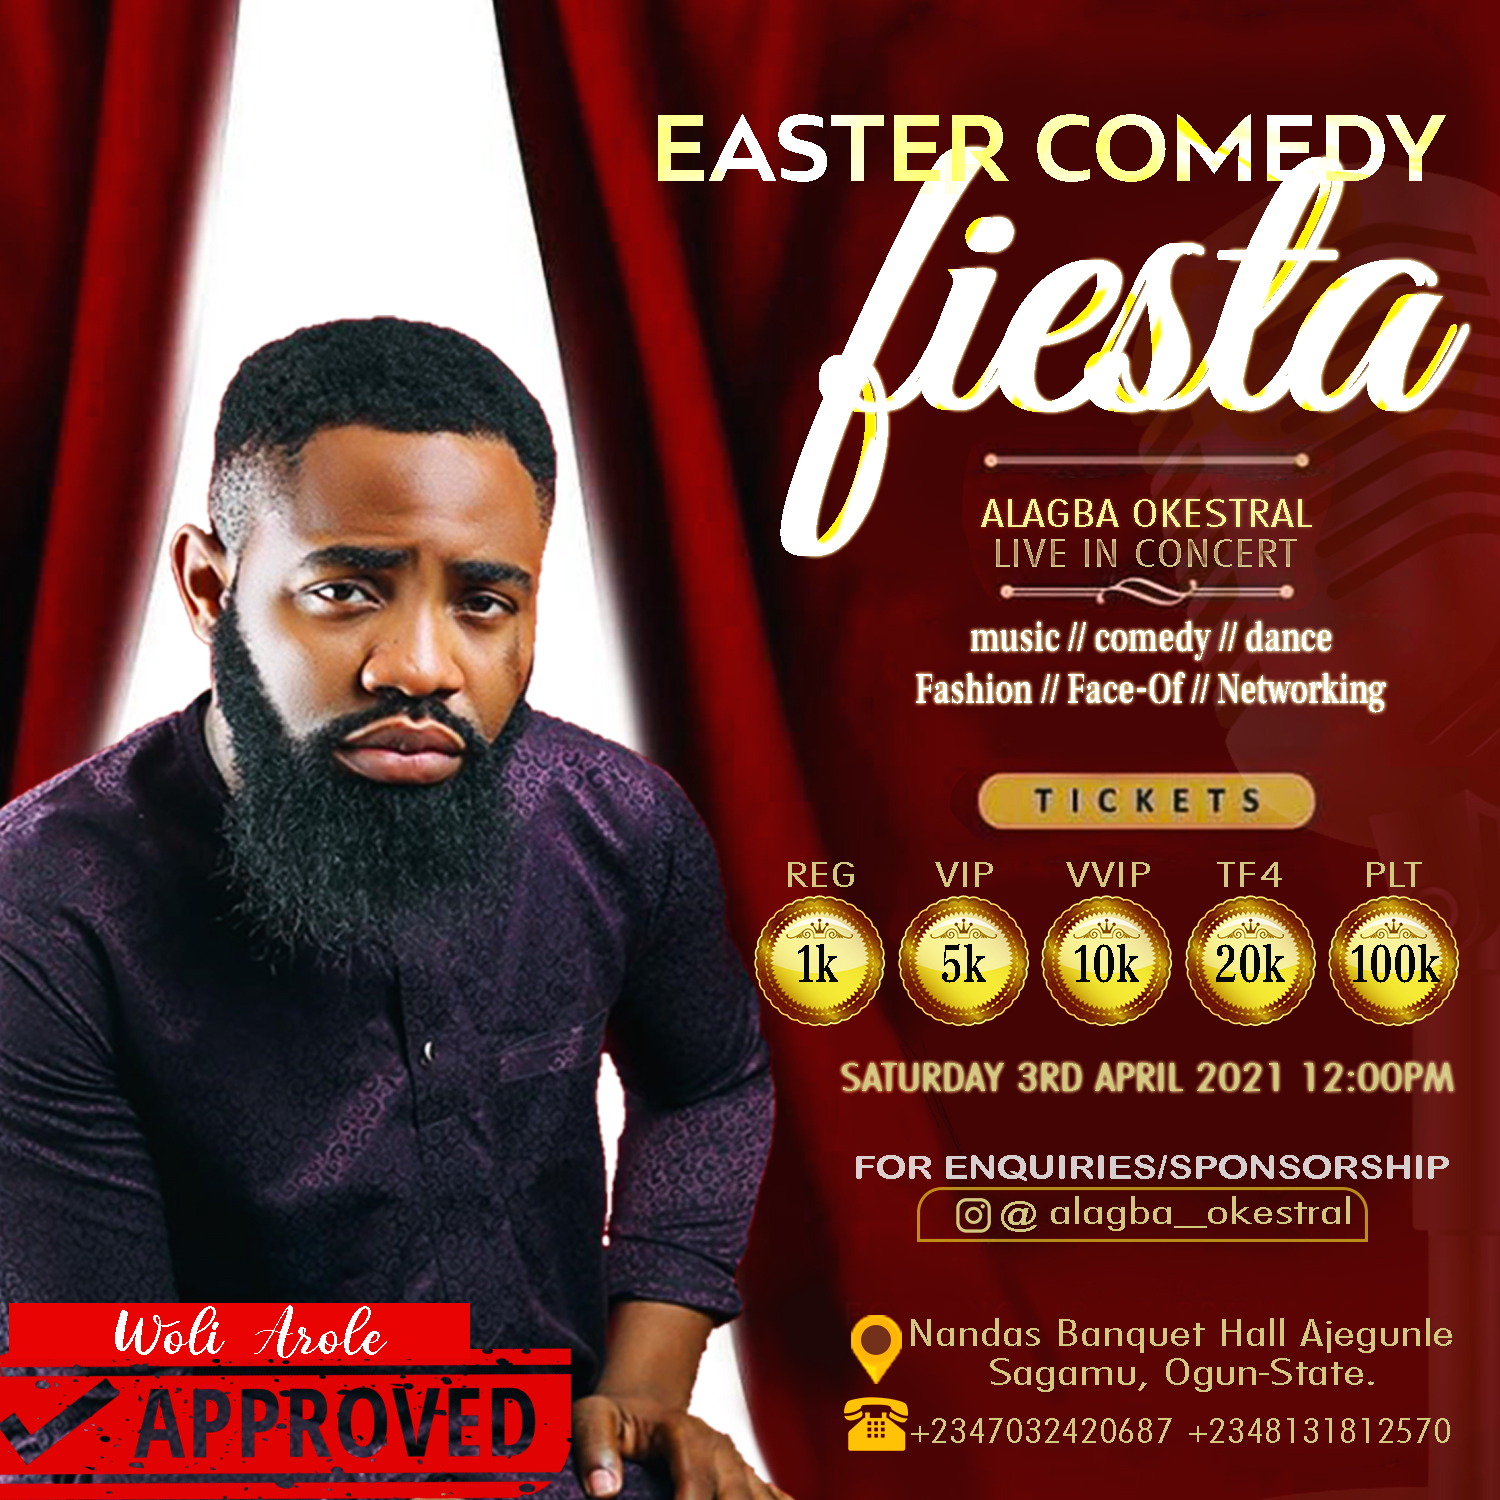 EASTER COMEDY
fiesta
ALAGBA OKESTRAL
LIVE IN CONCERT
music // comedy // dance
Fashion // Face-Of // Networking
TICKETS
REG VIP VVIP TF4 PLT
1k 5k 10k 20k 100k
SATURDAY 3RD APRIL 2021 12:00PM
FOR ENQUIRIES/SPONSORSHIP
@ alagba__okestral
Nandas Banquet Hall Ajegunle
Sagamu, Ogun-State.
+2347032420687 +2348131812570
Woli Arole
APPROVED